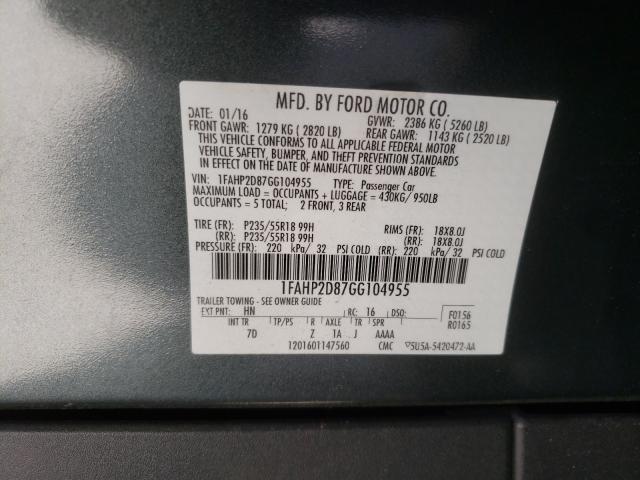 MFD. BY FORD MOTOR CO.
DATE: 01/16 GVWR: 2386 KG ( 5260 LB)
FRONT GAWR: 1279 KG ( 2820 LB) REAR GAWR: 1143 KG ( 2520 LB)
THIS VEHICLE CONFORMS TO ALL APPLICABLE FEDERAL MOTOR
VEHICLE SAFETY, BUMPER, AND THEFT PREVENTION STANDARDS
IN EFFECT ON THE DATE OF MANUFACTURE SHOWN ABOVE.
VIN: 1FAHP2D87GG104955 TYPE: Passenger Car
MAXIMUM LOAD = OCCUPANTS + LUGGAGE = 430KG/ 950LB
OCCUPANTS = 5 TOTAL; 2 FRONT, 3 REAR
TIRE (FR): P235/55R18 99H RIMS (FR): 18X8.0J
(RR): P235/55R18 99H (RR): 18X8.0J
PRESSURE (FR): 220 kPa/ 32 PSI COLD (RR): 220 kPa/ 32 PSI COLD
1FAHP2D87GG104955
TRAILER TOWING - SEE OWNER GUIDE
EXT PNT: HN RC: 16 DSO: F0156
INT TR TP/PS R AXLE TR SPR R0165
7D Z 1A J AAAA
1201601147560 CMC ▽5U5A-5420472-AA